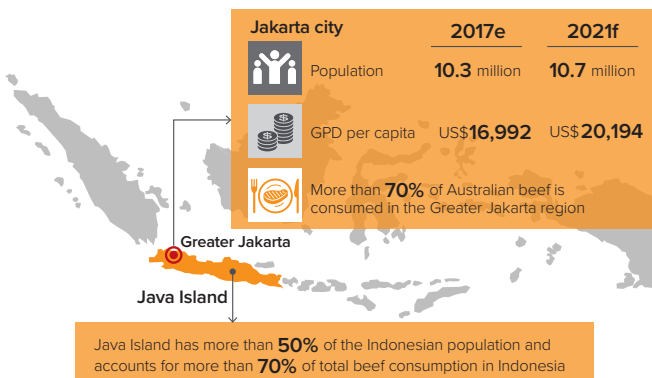 Jakarta city 2017e 2021f
Population 10.3 million 10.7 million
GPD per capita US$16,992 US$20,194
More than 70% of Australian beef is
consumed in the Greater Jakarta region
Greater Jakarta
Java Island
Java Island has more than 50% of the Indonesian population and
accounts for more than 70% of total beef consumption in Indonesia